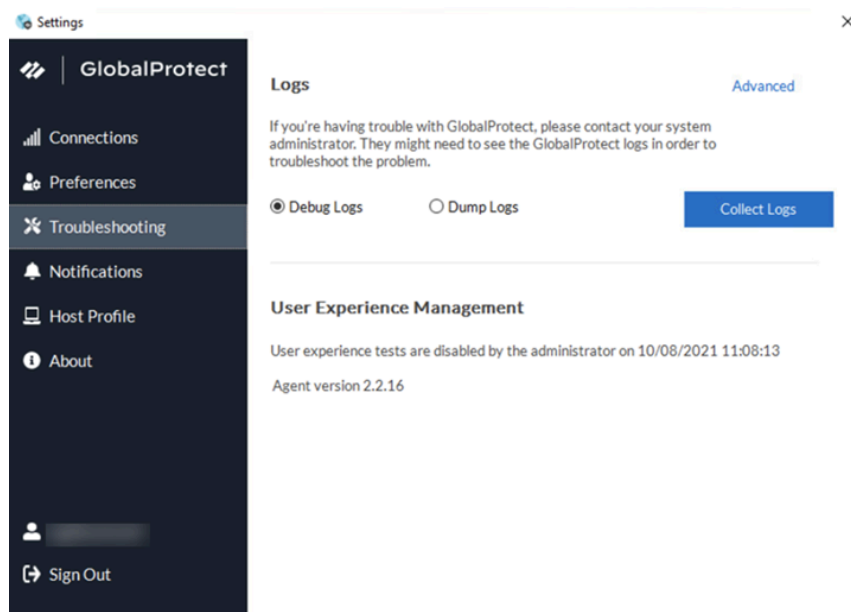 Settings
GlobalProtect
Connections
Preferences
Troubleshooting
Notifications
Host Profile
About
Sign Out
Logs
Advanced
If you're having trouble with GlobalProtect, please contact your system
administrator. They might need to see the GlobalProtect logs in order to
troubleshoot the problem.
Debug Logs
Dump Logs
Collect Logs
User Experience Management
User experience tests are disabled by the administrator on 10/08/2021 11:08:13
Agent version 2.2.16